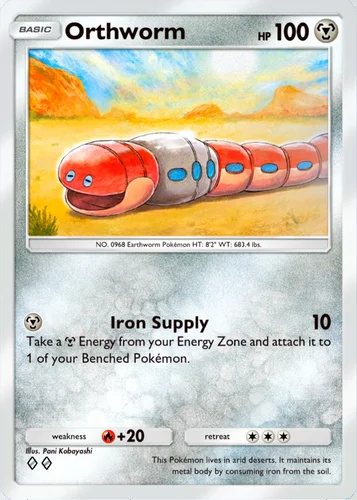 BASIC Orthworm HP 100
NO. 0968 Earthworm Pokémon HT: 8'2" WT: 683.4 lbs.
Iron Supply 10
Take a Energy from your Energy Zone and attach it to
1 of your Benched Pokémon.
weakness +20 retreat
Illus. Poni Kobayashi
This Pokémon lives in arid deserts. It maintains its
metal body by consuming iron from the soil.